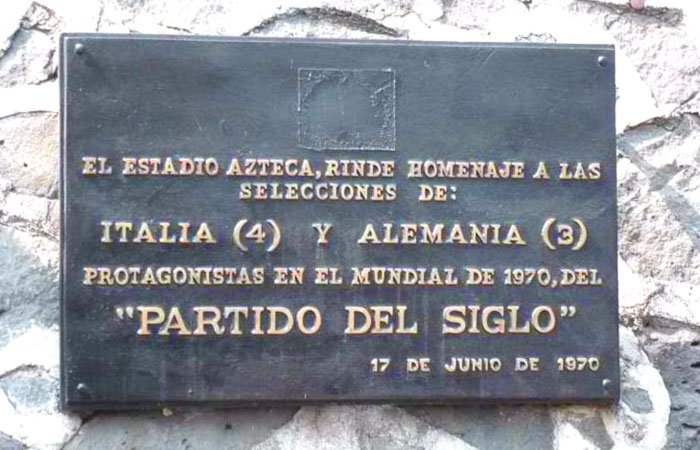 EL ESTADIO AZTECA, RINDE HOMENAJE A LAS
SELECCIONES DE:
ITALIA (4) Y ALEMANIA (3)
PROTAGONISTAS EN EL MUNDIAL DE 1970, DEL
"PARTIDO DEL SIGLO"
17 DE JUNIO DE 1970